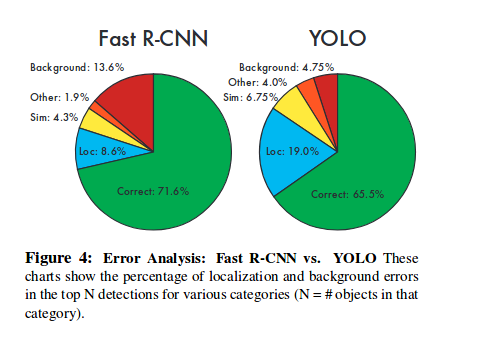 Fast R-CNN
YOLO
Background: 13.6%
Other: 1.9%
Sim: 4.3%
Loc: 8.6%
Correct: 71.6%
Background: 4.75%
Other: 4.0%
Sim: 6.75%
Loc: 19.0%
Correct: 65.5%
Figure 4: Error Analysis: Fast R-CNN vs. YOLO These
charts show the percentage of localization and background errors
in the top N detections for various categories (N = # objects in that
category).